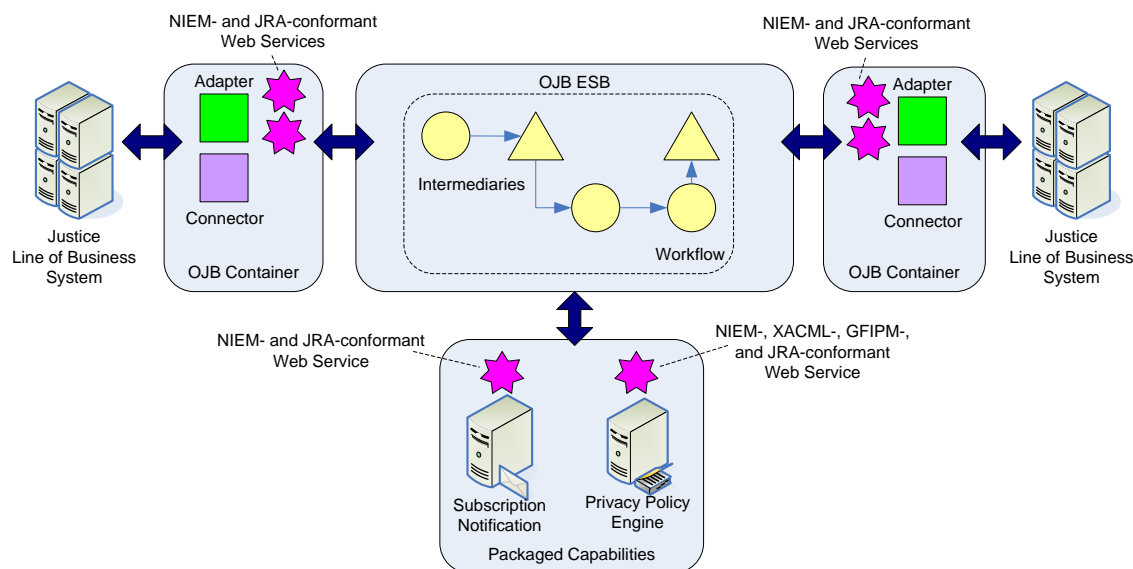 NIEM- and JRA-conformant
Web Services
NIEM- and JRA-conformant
Web Services
Adapter
Connector
OJB Container
OJB ESB
Intermediaries
Workflow
Adapter
Connector
OJB Container
Justice
Line of Business
System
Justice
Line of Business
System
NIEM- and JRA-conformant
Web Service
NIEM-, XACML-, GFIPM-,
and JRA-conformant
Web Service
Subscription
Notification
Privacy Policy
Engine
Packaged Capabilities